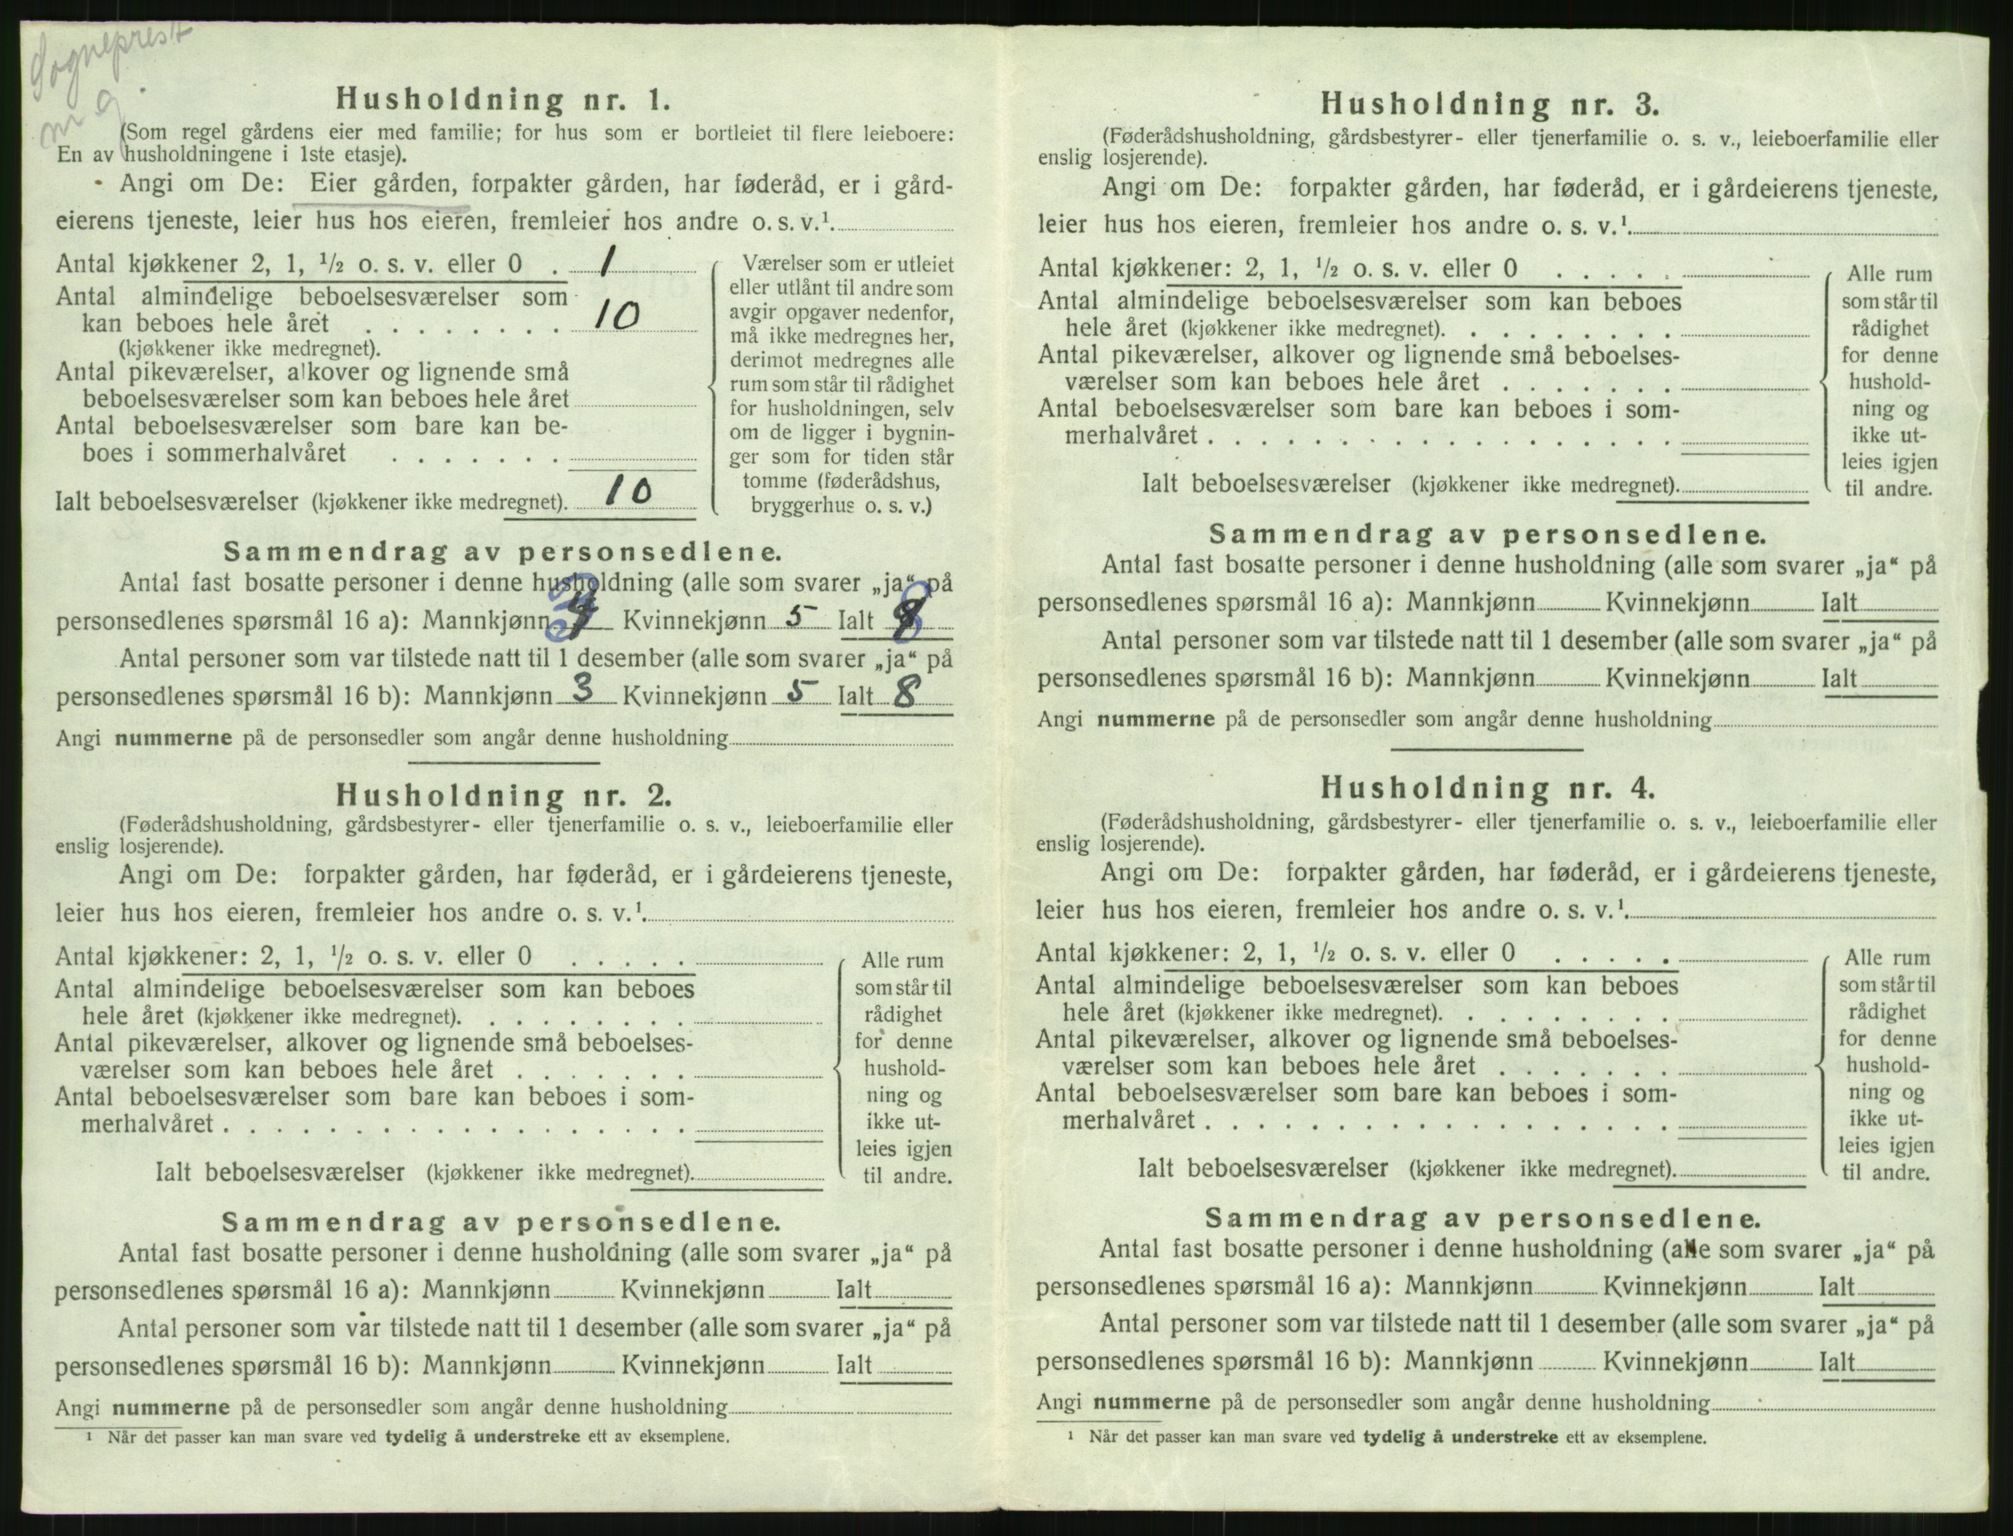 Sogneprest
m g.
Husholdning nr. 1.
(Som regel gårdens eier med familie; for hus som er bortleiet til flere leieboere:
En av husholdningene i 1ste etasje).
Angi om De: Eier gården, forpakter gården, har føderåd, er i gård-
eierens tjeneste, leier hus hos eieren, fremleier hos andre o. s. v.¹.
Antal kjøkkener 2, 1, ½ o. s. v. eller 0 . 1
Antal almindelige beboelsesværelser som
kan beboes hele året . . . . . . . . 10
(kjøkkener ikke medregnet).
Antal pikeværelser, alkover og lignende små
beboelsesværelser som kan beboes hele året
Antal beboelsesværelser som bare kan be-
boes i sommerhalvåret . . . . . . .
Ialt beboelsesværelser (kjøkkener ikke medregnet). 10
Værelser som er utleiet
eller utlånt til andre som
avgir opgaver nedenfor,
må ikke medregnes her,
derimot medregnes alle
rum som står til rådighet
for husholdningen, selv
om de ligger i bygnin-
ger som for tiden står
tomme (føderådshus,
bryggerhus o. s. v.)
Sammendrag av personsedlene.
Antal fast bosatte personer i denne husholdning (alle som svarer „ja“ på
personsedlenes spørsmål 16 a): Mannkjønn 3 Kvinnekjønn 5 Ialt 8
Antal personer som var tilstede natt til 1 desember (alle som svarer „ja“ på
personsedlenes spørsmål 16 b): Mannkjønn 3 Kvinnekjønn 5 Ialt 8
Angi nummerne på de personsedler som angår denne husholdning
Husholdning nr. 2.
(Føderådshusholdning, gårdsbestyrer- eller tjenerfamilie o. s. v., leieboerfamilie eller
enslig losjerende).
Angi om De: forpakter gården, har føderåd, er i gårdeierens tjeneste,
leier hus hos eieren, fremleier hos andre o. s. v.¹.
Antal kjøkkener: 2, 1, ½ o. s. v. eller 0 . . . . .
Antal almindelige beboelsesværelser som kan beboes
hele året (kjøkkener ikke medregnet). . . . . . . . .
Antal pikeværelser, alkover og lignende små beboelses-
værelser som kan beboes hele året . . . . . . .
Antal beboelsesværelser som bare kan beboes i som-
merhalvåret . . . . . . . . . . . . . . . . . .
Ialt beboelsesværelser (kjøkkener ikke medregnet).
Alle rum
som står til
rådighet
for denne
hushold-
ning og
ikke ut-
leies igjen
til andre.
Sammendrag av personsedlene.
Antal fast bosatte personer i denne husholdning (alle som svarer „ja“ på
personsedlenes spørsmål 16 a): Mannkjønn Kvinnekjønn Ialt
Antal personer som var tilstede natt til 1 desember (alle som svarer „ja“ på
personsedlenes spørsmål 16 b): Mannkjønn Kvinnekjønn Ialt
Angi nummerne på de personsedler som angår denne husholdning
¹ Når det passer kan man svare ved tydelig å understreke ett av eksemplene.
Husholdning nr. 3.
(Føderådshusholdning, gårdsbestyrer- eller tjenerfamilie o. s. v., leieboerfamilie eller
enslig losjerende).
Angi om De: forpakter gården, har føderåd, er i gårdeierens tjeneste,
leier hus hos eieren, fremleier hos andre o. s. v.¹.
Antal kjøkkener: 2, 1, ½ o. s. v. eller 0 . . . . .
Antal almindelige beboelsesværelser som kan beboes
hele året (kjøkkener ikke medregnet). . . . . . . . .
Antal pikeværelser, alkover og lignende små beboelses-
værelser som kan beboes hele året . . . . . . .
Antal beboelsesværelser som bare kan beboes i som-
merhalvåret . . . . . . . . . . . . . . . . . .
Ialt beboelsesværelser (kjøkkener ikke medregnet).
Alle rum
som står til
rådighet
for denne
hushold-
ning og
ikke ut-
leies igjen
til andre.
Sammendrag av personsedlene.
Antal fast bosatte personer i denne husholdning (alle som svarer „ja“ på
personsedlenes spørsmål 16 a): Mannkjønn Kvinnekjønn Ialt
Antal personer som var tilstede natt til 1 desember (alle som svarer „ja“ på
personsedlenes spørsmål 16 b): Mannkjønn Kvinnekjønn Ialt
Angi nummerne på de personsedler som angår denne husholdning
Husholdning nr. 4.
(Føderådshusholdning, gårdsbestyrer- eller tjenerfamilie o. s. v., leieboerfamilie eller
enslig losjerende).
Angi om De: forpakter gården, har føderåd, er i gårdeierens tjeneste,
leier hus hos eieren, fremleier hos andre o. s. v.¹.
Antal kjøkkener: 2, 1, ½ o. s. v. eller 0 . . . . .
Antal almindelige beboelsesværelser som kan beboes
hele året (kjøkkener ikke medregnet). . . . . . . . .
Antal pikeværelser, alkover og lignende små beboelses-
værelser som kan beboes hele året . . . . . . .
Antal beboelsesværelser som bare kan beboes i som-
merhalvåret . . . . . . . . . . . . . . . . . .
Ialt beboelsesværelser (kjøkkener ikke medregnet).
Alle rum
som står til
rådighet
for denne
hushold-
ning og
ikke ut-
leies igjen
til andre.
Sammendrag av personsedlene.
Antal fast bosatte personer i denne husholdning (alle som svarer „ja“ på
personsedlenes spørsmål 16 a): Mannkjønn Kvinnekjønn Ialt
Antal personer som var tilstede natt til 1 desember (alle som svarer „ja“ på
personsedlenes spørsmål 16 b): Mannkjønn Kvinnekjønn Ialt
Angi nummerne på de personsedler som angår denne husholdning
¹ Når det passer kan man svare ved tydelig å understreke ett av eksemplene.